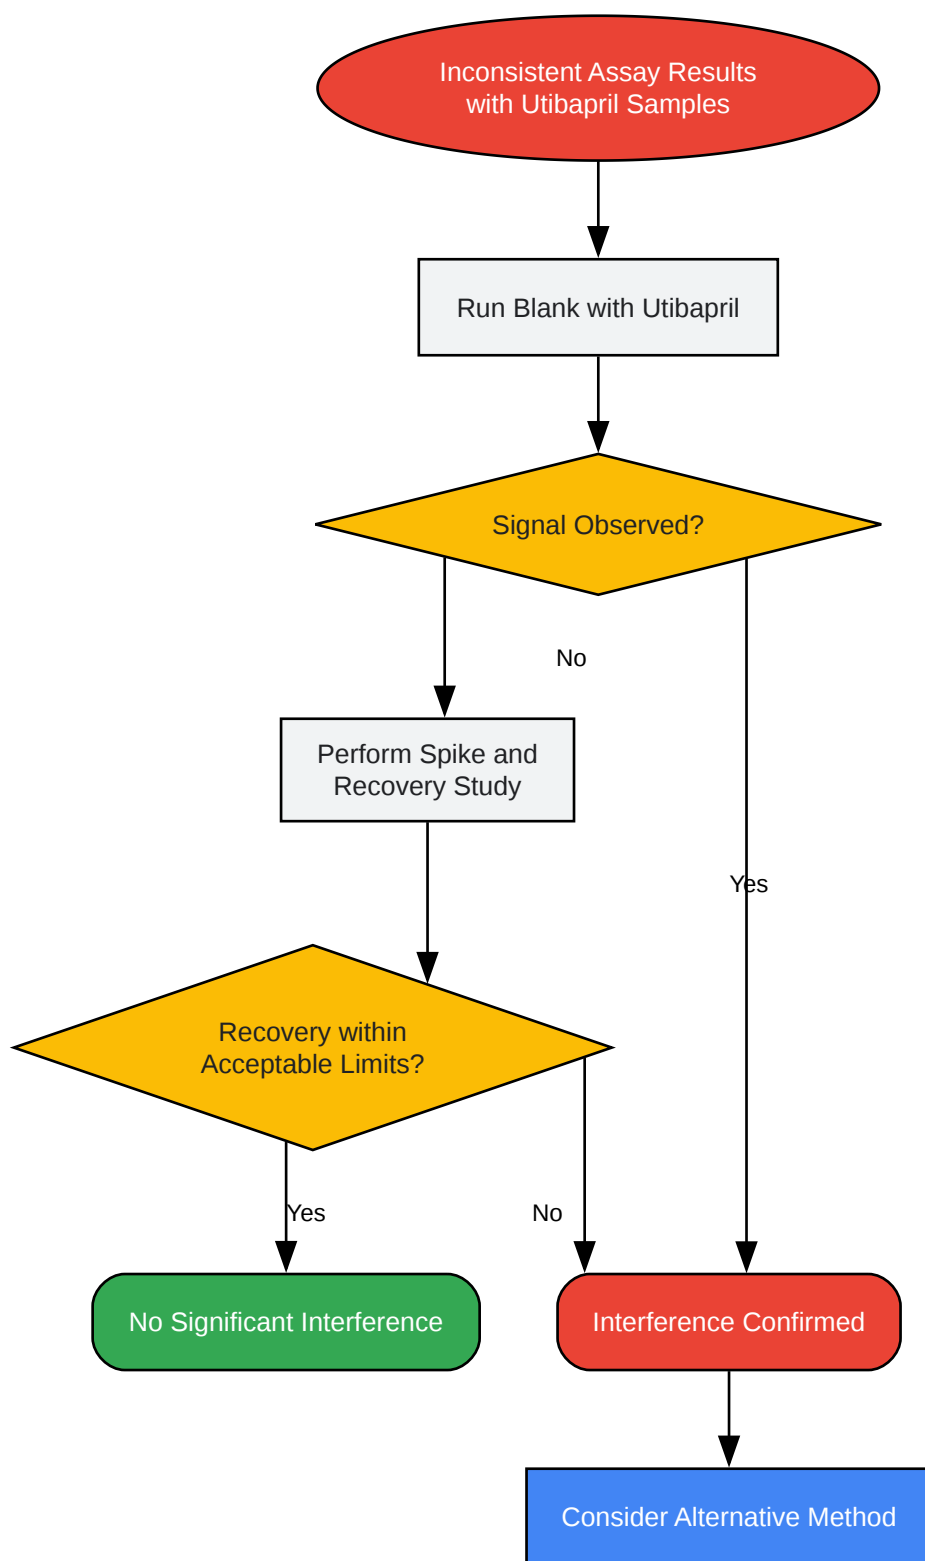 Inconsistent Assay Results
with Utibapril Samples
Run Blank with Utibapril
Signal Observed?
No
Perform Spike and
Recovery Study
Yes
Recovery within
Acceptable Limits?
Yes
No
No Significant Interference
Interference Confirmed
Consider Alternative Method